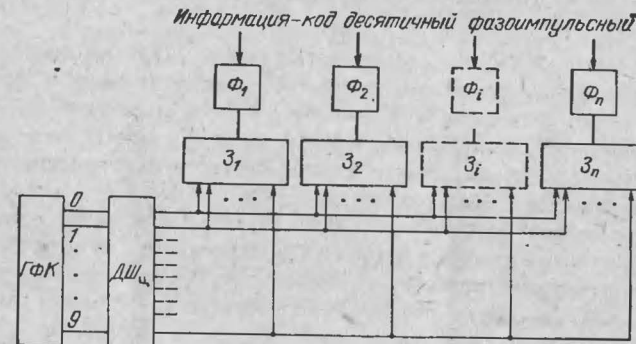 Информация-код десятичный фазоимпульсный
Ф₁ Ф₂ Фᵢ Фₙ
З₁ З₂ Зᵢ Зₙ
. . . . . . . . . . . .
0
1
ГФК ДШц
.
.
.
9